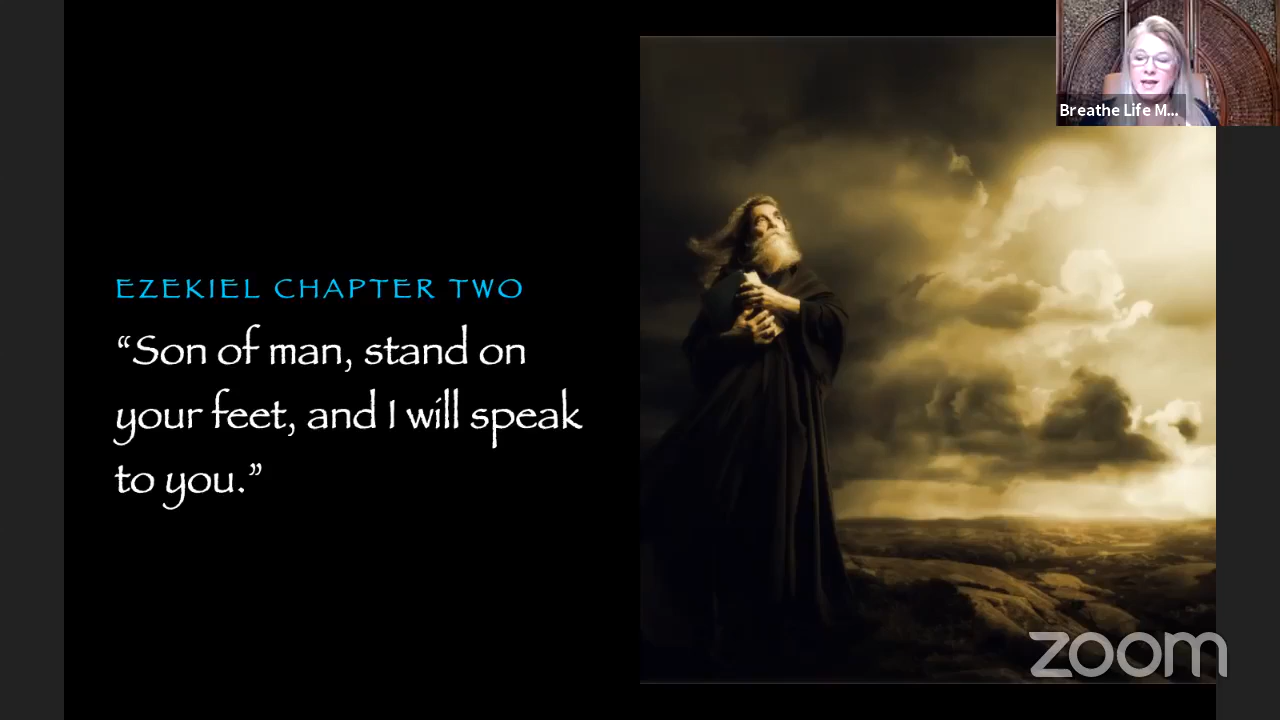 Breathe Life M...
EZEKIEL CHAPTER TWO
“Son of man, stand on
your feet, and I will speak
to you.”
zoom